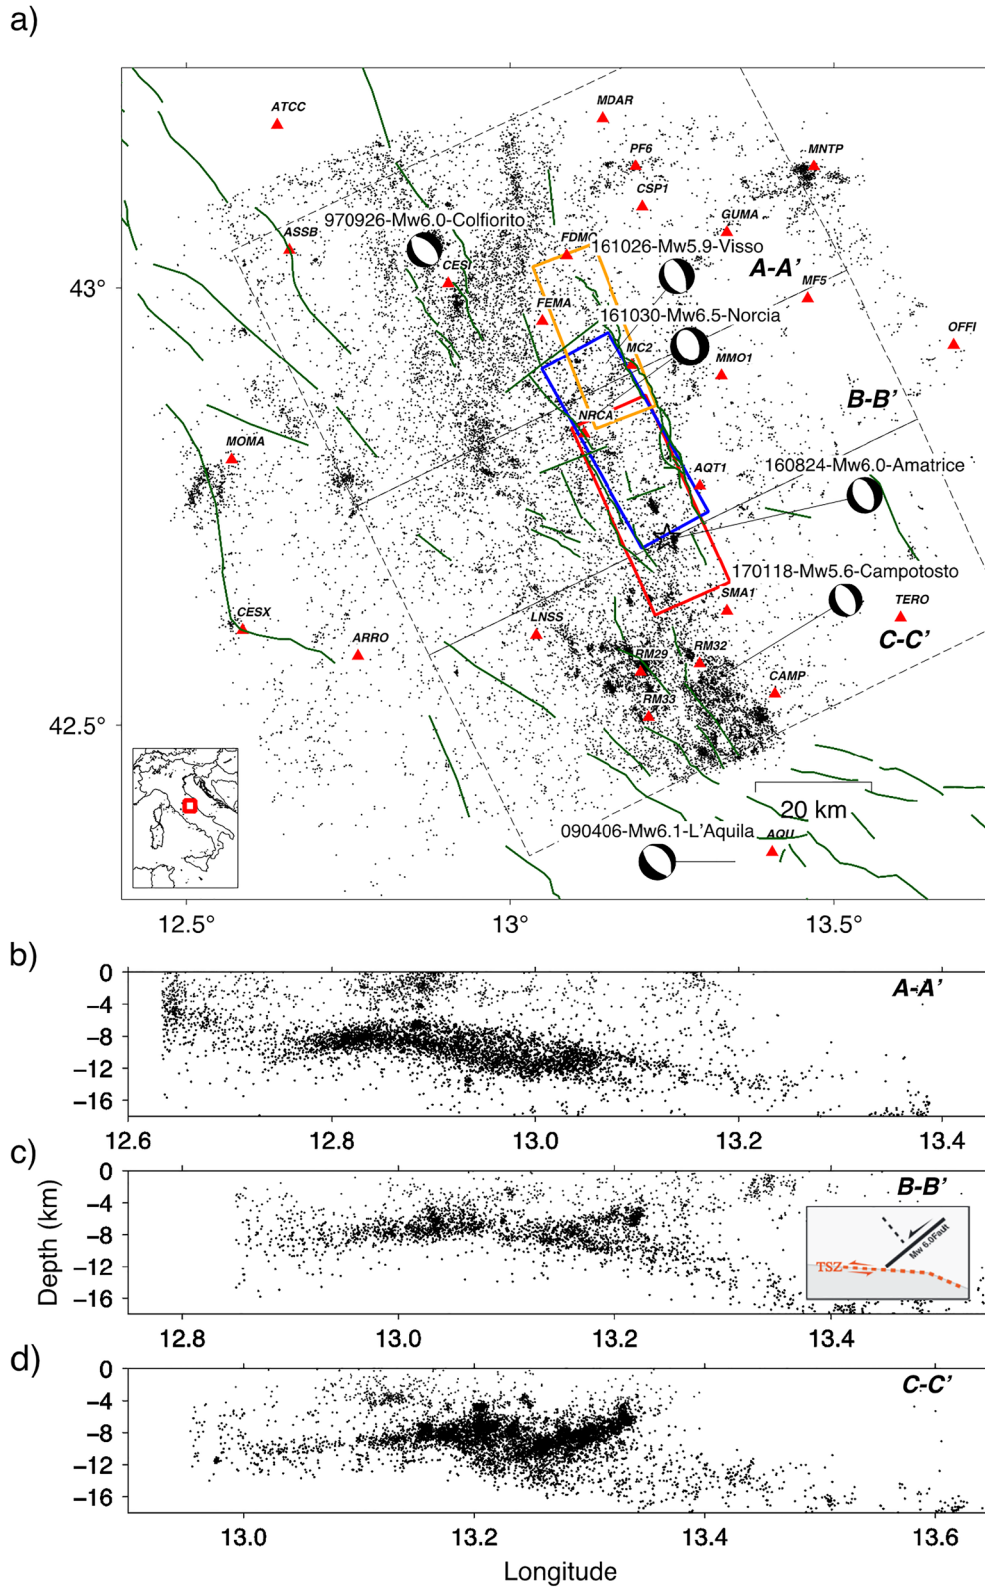 a)
ATCC
MDAR
PF6
MNTP
CSP1
970926-Mw6.0-Colfiorito
GUMA
ASSB
FDMC
161026-Mw5.9-Visso
CESI
A-A’
MF5
43°
FEMA
161030-Mw6.5-Norcia
OFFI
MC2
MMO1
B-B’
NRCA
MOMA
AQT1
160824-Mw6.0-Amatrice
170118-Mw5.6-Campotosto
SMA1
TERO
CESX
LNSS
ARRO
RM29
RM32
C-C’
CAMP
RM33
42.5°
20 km
090406-Mw6.1-L’Aquila
AQU
12.5°
13°
13.5°
b)
0
−4
−8
−12
−16
A-A’
12.6
12.8
13.0
13.2
13.4
c)
0
−4
−8
−12
−16
Depth (km)
B-B’
Mw 6.0Fault
TSZ
12.8
13.0
13.2
13.4
13.5
d)
0
−4
−8
−12
−16
C-C’
13.0
13.2
13.4
13.6
Longitude